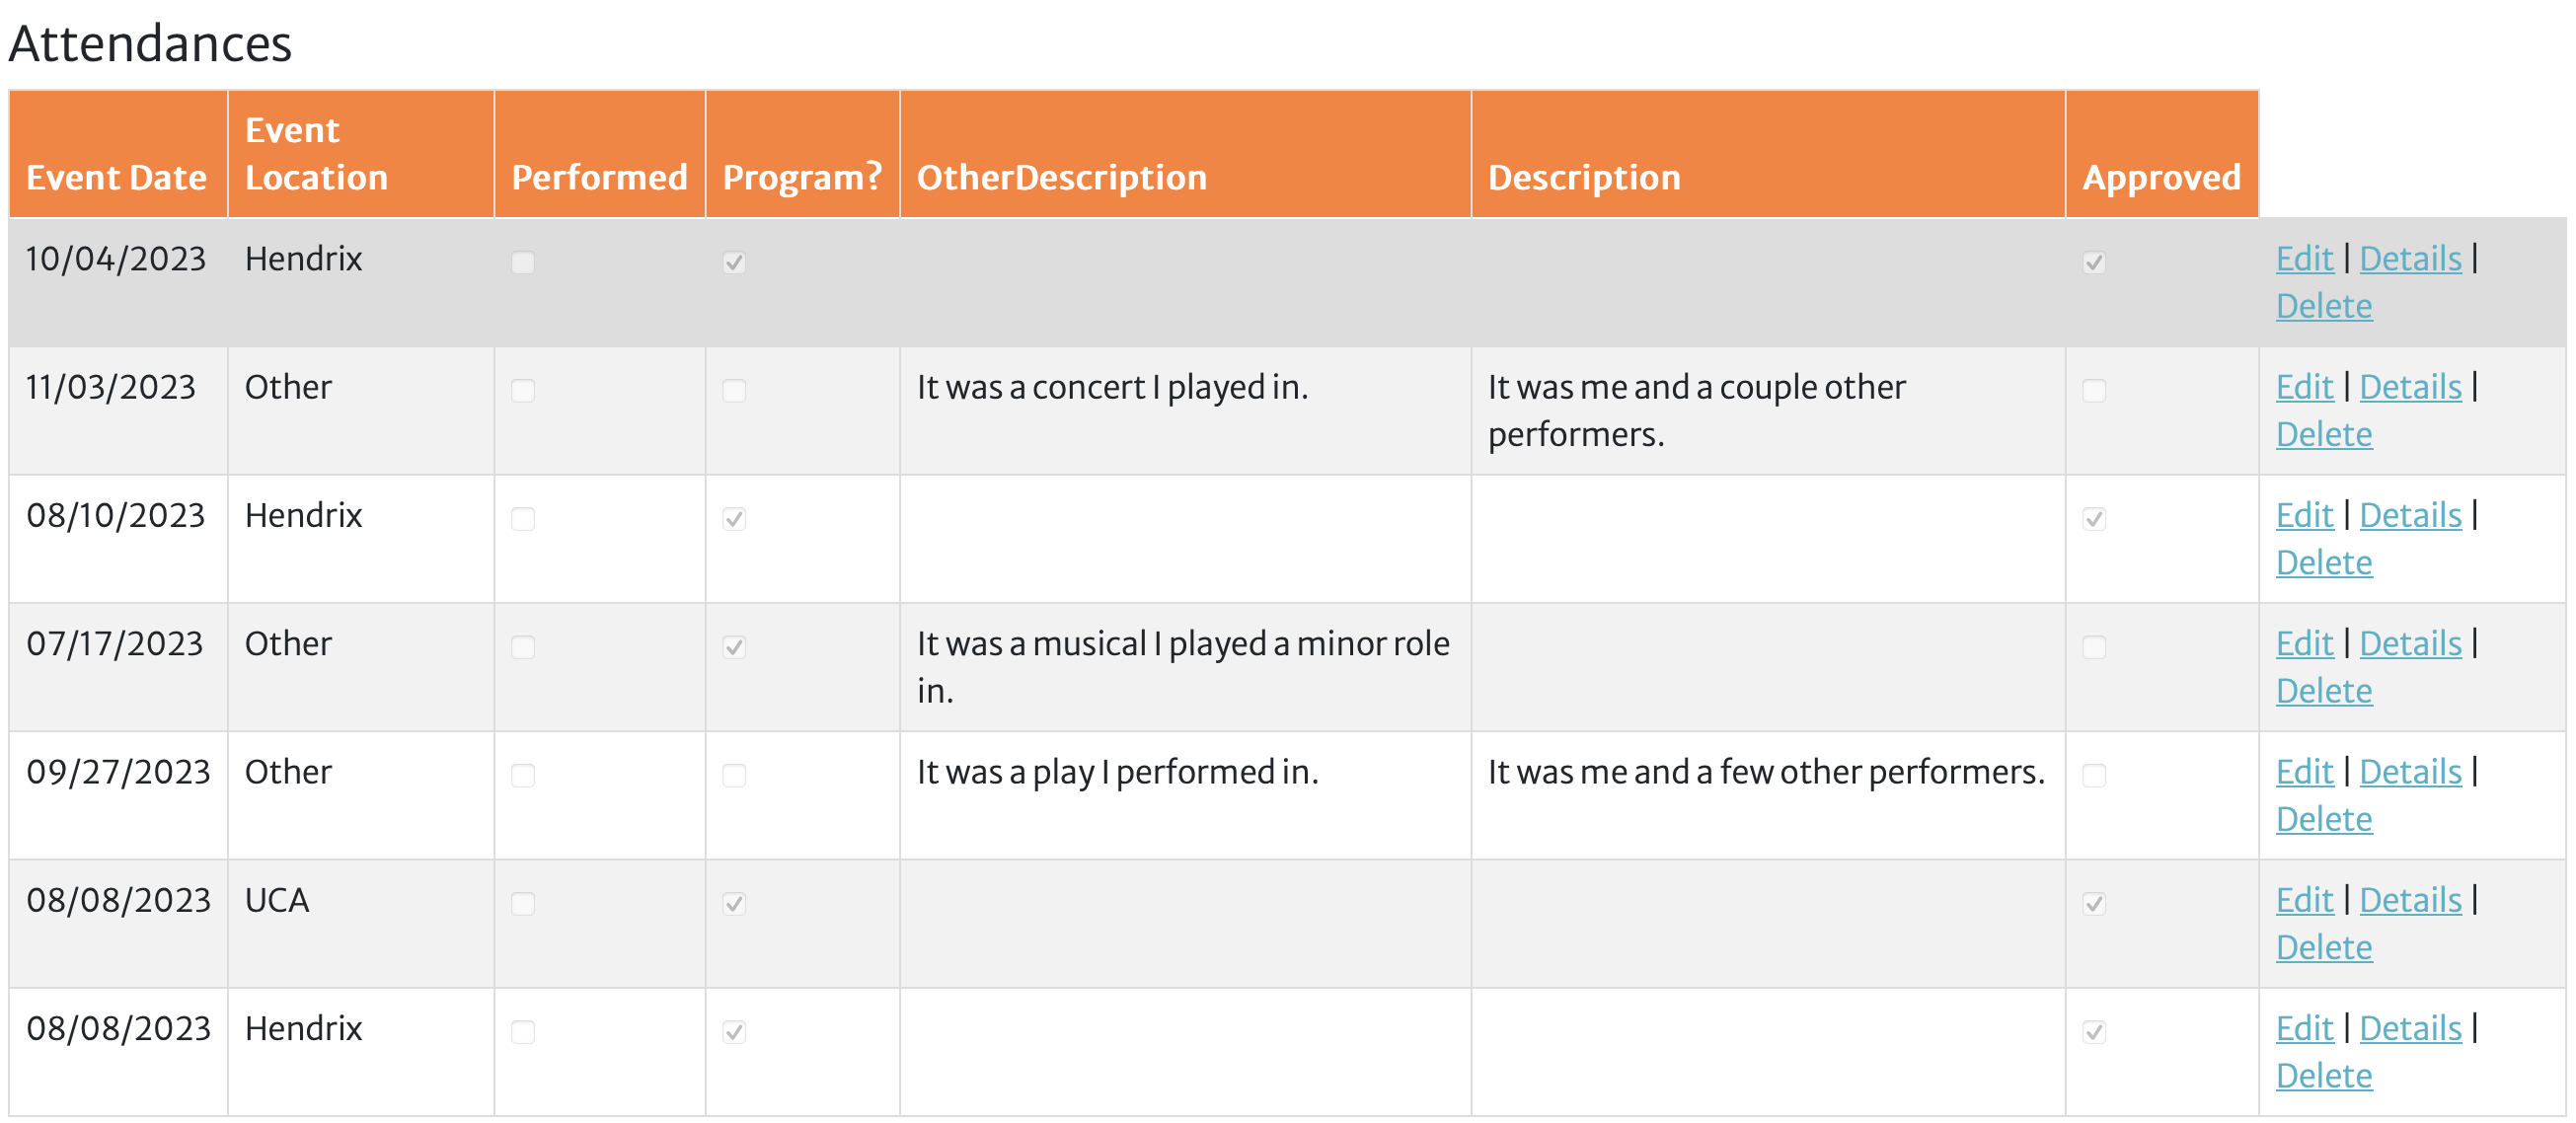 Attendances
Event Date Event Location Performed Program? OtherDescription Description Approved
10/04/2023 Hendrix Edit | Details |
Delete
11/03/2023 Other It was a concert I played in. It was me and a couple other Edit | Details |
performers. Delete
08/10/2023 Hendrix Edit | Details |
Delete
07/17/2023 Other It was a musical I played a minor role Edit | Details |
in. Delete
09/27/2023 Other It was a play I performed in. It was me and a few other performers. Edit | Details |
Delete
08/08/2023 UCA Edit | Details |
Delete
08/08/2023 Hendrix Edit | Details |
Delete